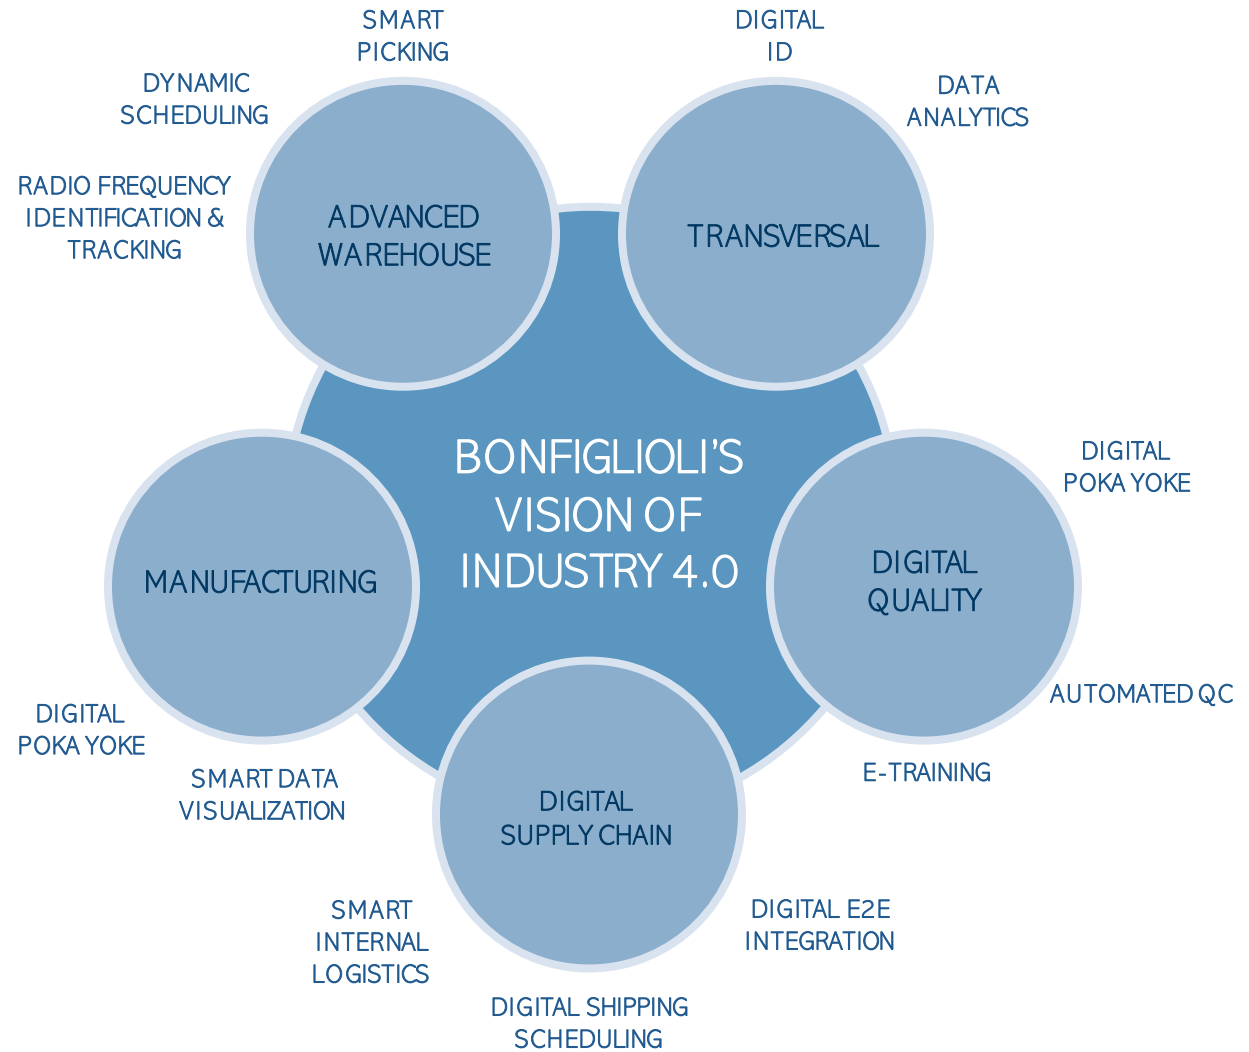 SMART
PICKING
DIGITAL
ID
DYNAMIC
SCHEDULING
DATA
ANALYTICS
RADIO FREQUENCY
IDENTIFICATION &
TRACKING
ADVANCED
WAREHOUSE
TRANSVERSAL
BONFIGLIOLI'S
VISION OF
INDUSTRY 4.0
DIGITAL
POKA YOKE
MANUFACTURING
DIGITAL
QUALITY
AUTOMATED QC
DIGITAL
POKA YOKE
E-TRAINING
SMART DATA
VISUALIZATION
DIGITAL
SUPPLY CHAIN
SMART
INTERNAL
LOGISTICS
DIGITAL E2E
INTEGRATION
DIGITAL SHIPPING
SCHEDULING